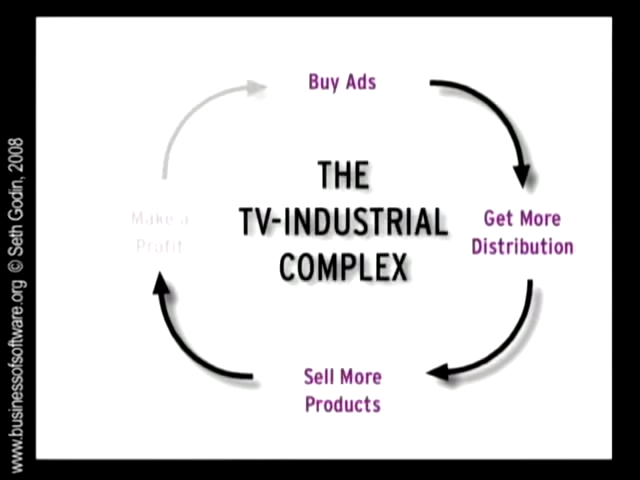 Buy Ads
THE
TV-INDUSTRIAL
COMPLEX
Get More
Distribution
Make a
Profit
Sell More
Products
www.businessofsoftware.org © Seth Godin, 2008